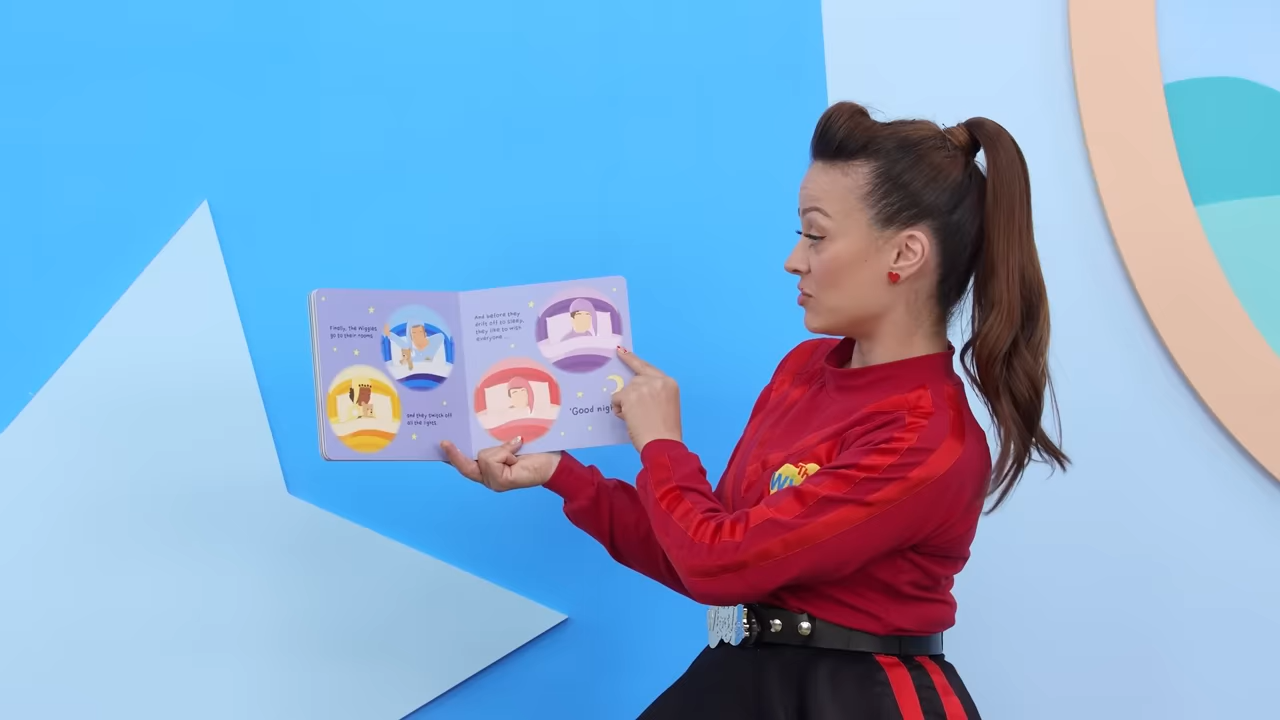 Finally, the Wiggles
go to their rooms
and they switch off
all the lights.
And before they
drift off to sleep,
they like to wish
everyone ...
'Good nigh